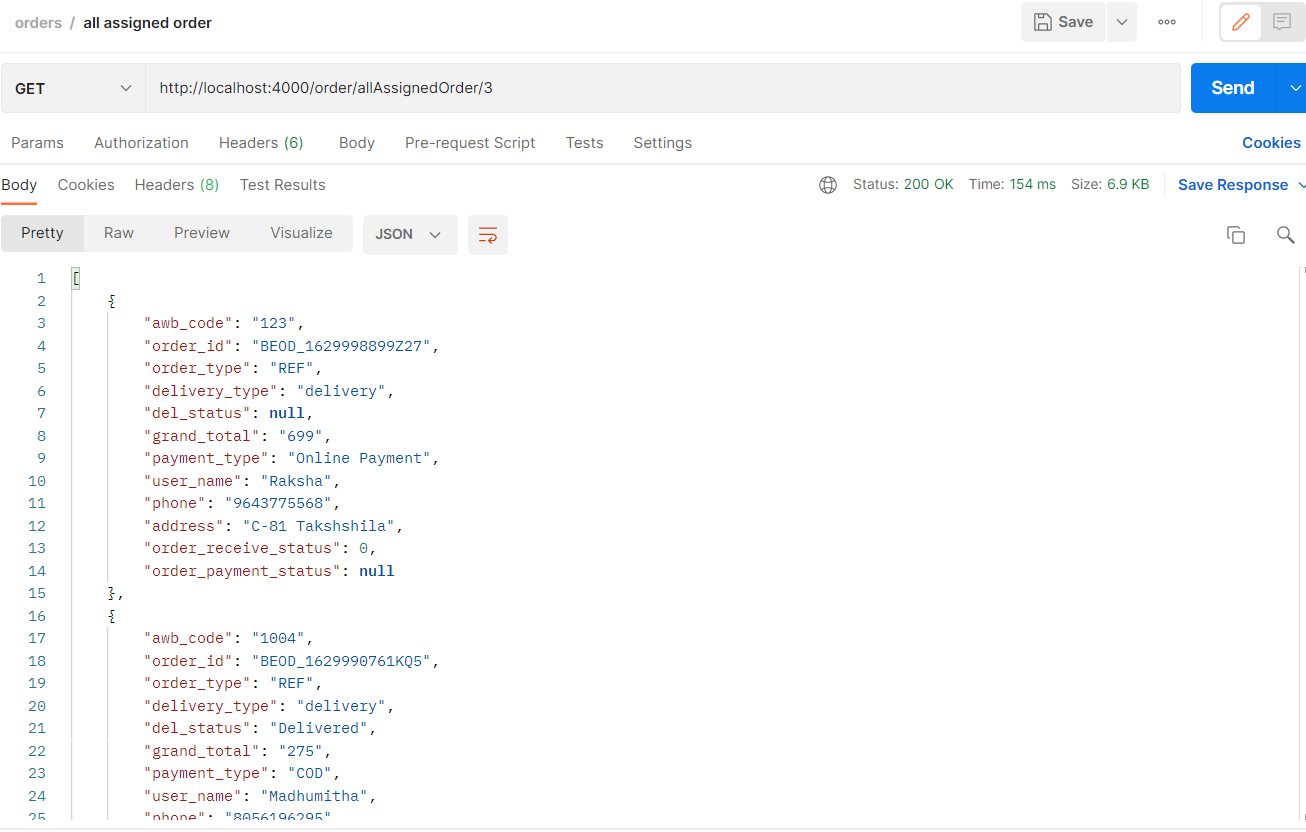 orders / all assigned order
Save
GET
http://localhost:4000/order/allAssignedOrder/3
Send
Params Authorization Headers (6) Body Pre-request Script Tests Settings Cookies
Body Cookies Headers (8) Test Results Status: 200 OK Time: 154 ms Size: 6.9 KB Save Response
Pretty Raw Preview Visualize JSON
1 [
2 {
3 "awb_code": "123",
4 "order_id": "BEOD_1629998899Z27",
5 "order_type": "REF",
6 "delivery_type": "delivery",
7 "del_status": null,
8 "grand_total": "699",
9 "payment_type": "Online Payment",
10 "user_name": "Raksha",
11 "phone": "9643775568",
12 "address": "C-81 Takshshila",
13 "order_receive_status": 0,
14 "order_payment_status": null
15 },
16 {
17 "awb_code": "1004",
18 "order_id": "BEOD_1629990761KQ5",
19 "order_type": "REF",
20 "delivery_type": "delivery",
21 "del_status": "Delivered",
22 "grand_total": "275",
23 "payment_type": "COD",
24 "user_name": "Madhumitha",
25 "phone": "8056196295"